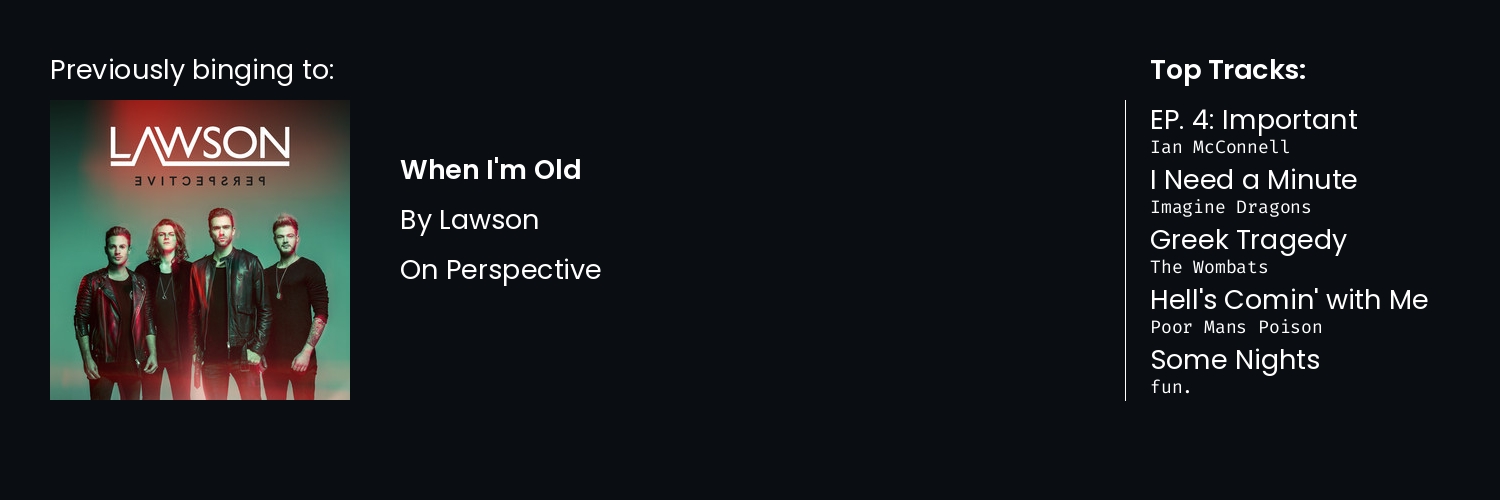 Previously binging to:
LAWSON
PERSPECTIVE
When I'm Old
By Lawson
On Perspective
Top Tracks:
EP. 4: Important
Ian McConnell
I Need a Minute
Imagine Dragons
Greek Tragedy
The Wombats
Hell's Comin' with Me
Poor Mans Poison
Some Nights
fun.